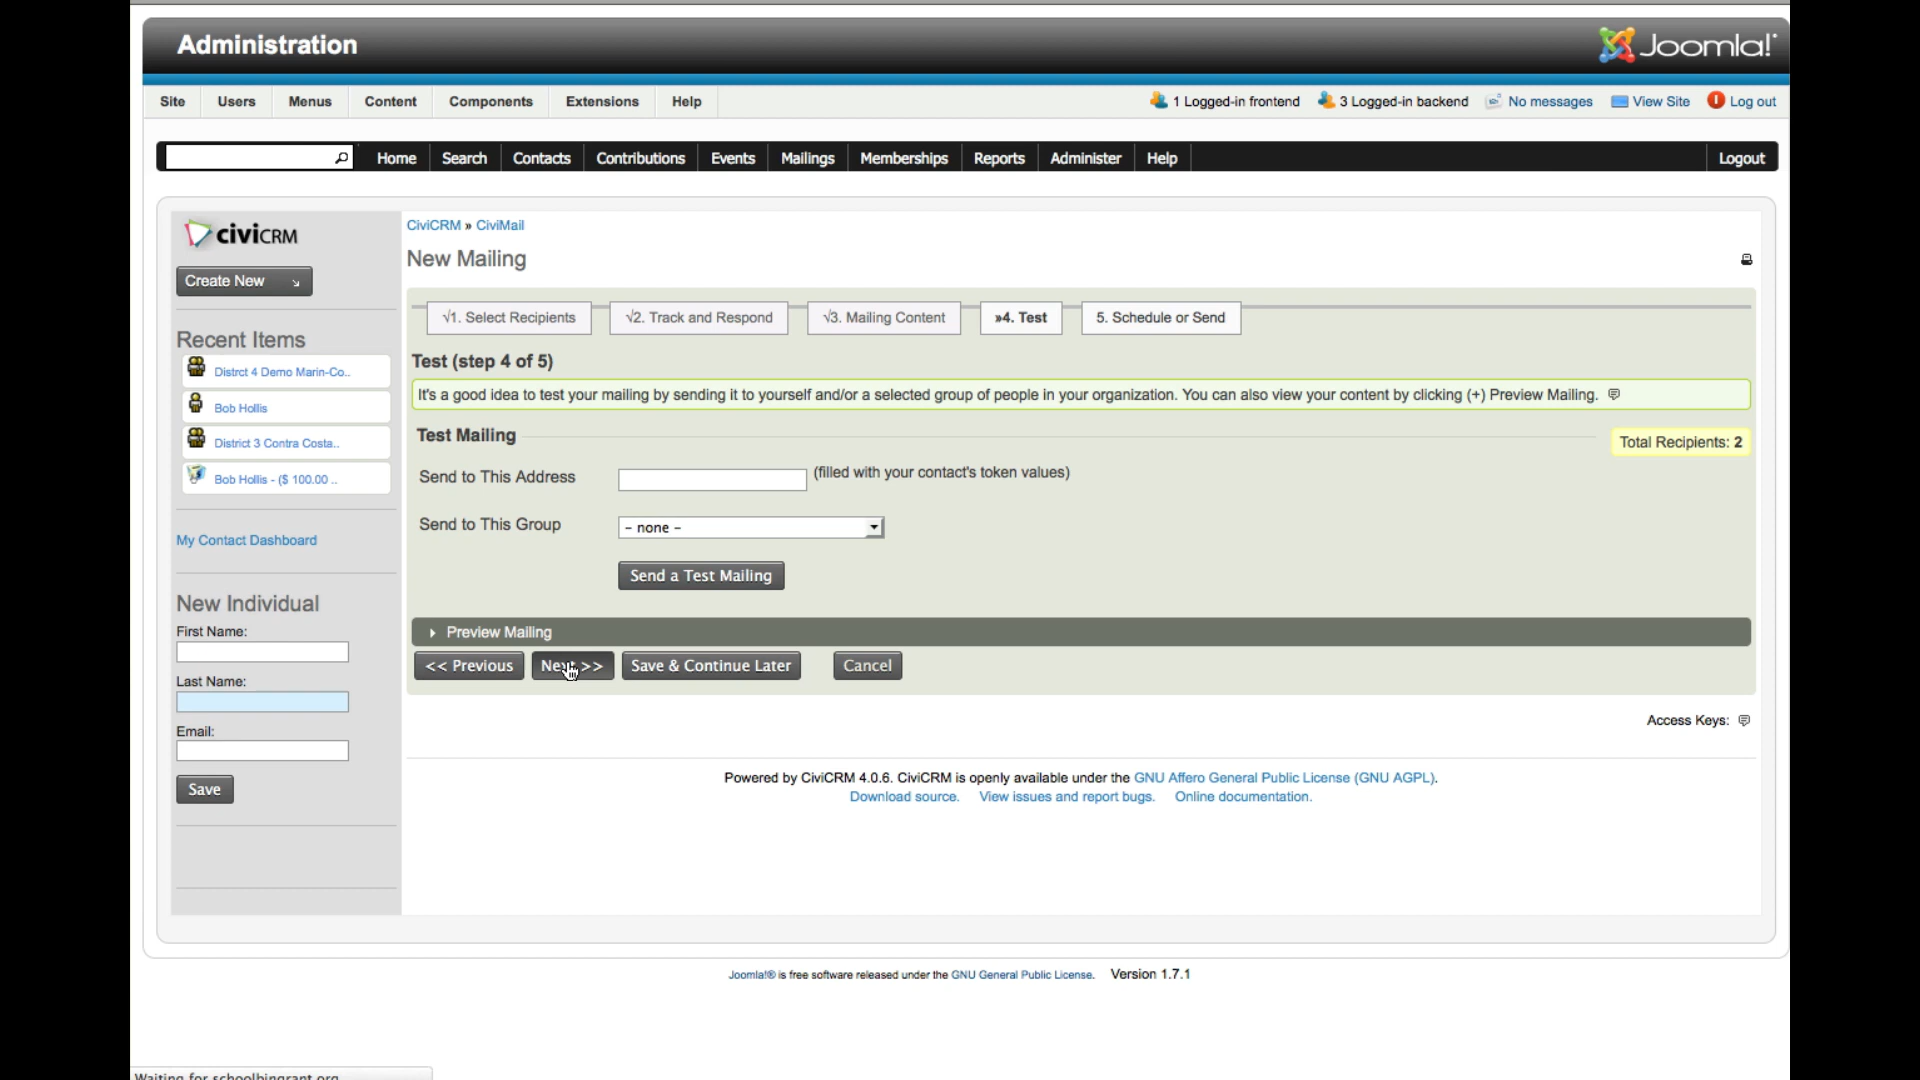 Administration
Joomla!
Site Users Menus Content Components Extensions Help 1 Logged-in frontend 3 Logged-in backend No messages View Site Log out
Home Search Contacts Contributions Events Mailings Memberships Reports Administer Help Logout
civiCRM
CiviCRM » CiviMail
New Mailing
Create New
√1. Select Recipients √2. Track and Respond √3. Mailing Content »4. Test 5. Schedule or Send
Recent Items
Distrct 4 Demo Marin-Co..
Bob Hollis
District 3 Contra Costa..
Bob Hollis - ($ 100.00 ..
My Contact Dashboard
New Individual
First Name:
Last Name:
Email:
Save
Test (step 4 of 5)
It's a good idea to test your mailing by sending it to yourself and/or a selected group of people in your organization. You can also view your content by clicking (+) Preview Mailing.
Test Mailing
Total Recipients: 2
Send to This Address (filled with your contact's token values)
Send to This Group – none –
Send a Test Mailing
Preview Mailing
<< Previous Next >> Save & Continue Later Cancel
Access Keys:
Powered by CiviCRM 4.0.6. CiviCRM is openly available under the GNU Affero General Public License (GNU AGPL).
Download source. View issues and report bugs. Online documentation.
Joomla!® is free software released under the GNU General Public License. Version 1.7.1
Waiting for schoolbingrant.org